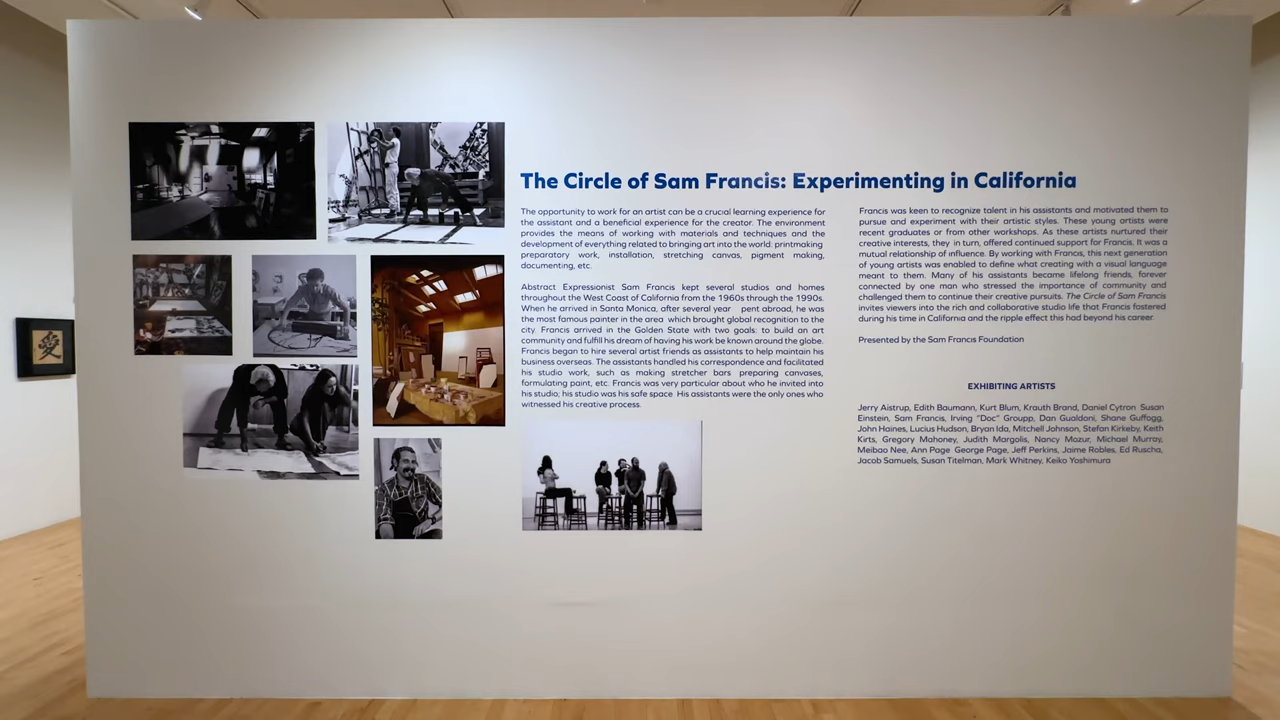 The Circle of Sam Francis: Experimenting in California
The opportunity to work for an artist can be a crucial learning experience for
the assistant and a beneficial experience for the creator. The environment
provides the means of working with materials and techniques and the
development of everything related to bringing art into the world: printmaking
preparatory work, installation, stretching canvas, pigment making,
documenting, etc.
Abstract Expressionist Sam Francis kept several studios and homes
throughout the West Coast of California from the 1960s through the 1990s.
When he arrived in Santa Monica, after several year pent abroad, he was
the most famous painter in the area which brought global recognition to the
city. Francis arrived in the Golden State with two goals: to build an art
community and fulfill his dream of having his work be known around the globe.
Francis began to hire several artist friends as assistants to help maintain his
business overseas. The assistants handled his correspondence and facilitated
his studio work, such as making stretcher bars preparing canvases,
formulating paint, etc. Francis was very particular about who he invited into
his studio; his studio was his safe space His assistants were the only ones who
witnessed his creative process.
Francis was keen to recognize talent in his assistants and motivated them to
pursue and experiment with their artistic styles. These young artists were
recent graduates or from other workshops. As these artists nurtured their
creative interests, they in turn, offered continued support for Francis. It was a
mutual relationship of influence. By working with Francis, this next generation
of young artists was enabled to define what creating with a visual language
meant to them. Many of his assistants became lifelong friends, forever
connected by one man who stressed the importance of community and
challenged them to continue their creative pursuits. The Circle of Sam Francis
invites viewers into the rich and collaborative studio life that Francis fostered
during his time in California and the ripple effect this had beyond his career.
Presented by the Sam Francis Foundation
EXHIBITING ARTISTS
Jerry Aistrup, Edith Baumann, Kurt Blum, Krauth Brand, Daniel Cytron Susan
Einstein, Sam Francis, Irving "Doc" Groupp, Dan Gualdoni, Shane Guffogg,
John Haines, Lucius Hudson, Bryan Ida, Mitchell Johnson, Stefan Kirkeby, Keith
Kirts, Gregory Mahoney, Judith Margolis, Nancy Mozur, Michael Murray,
Meibao Nee, Ann Page George Page, Jeff Perkins, Jaime Robles, Ed Ruscha,
Jacob Samuels, Susan Titelman, Mark Whitney, Keiko Yoshimura
愛